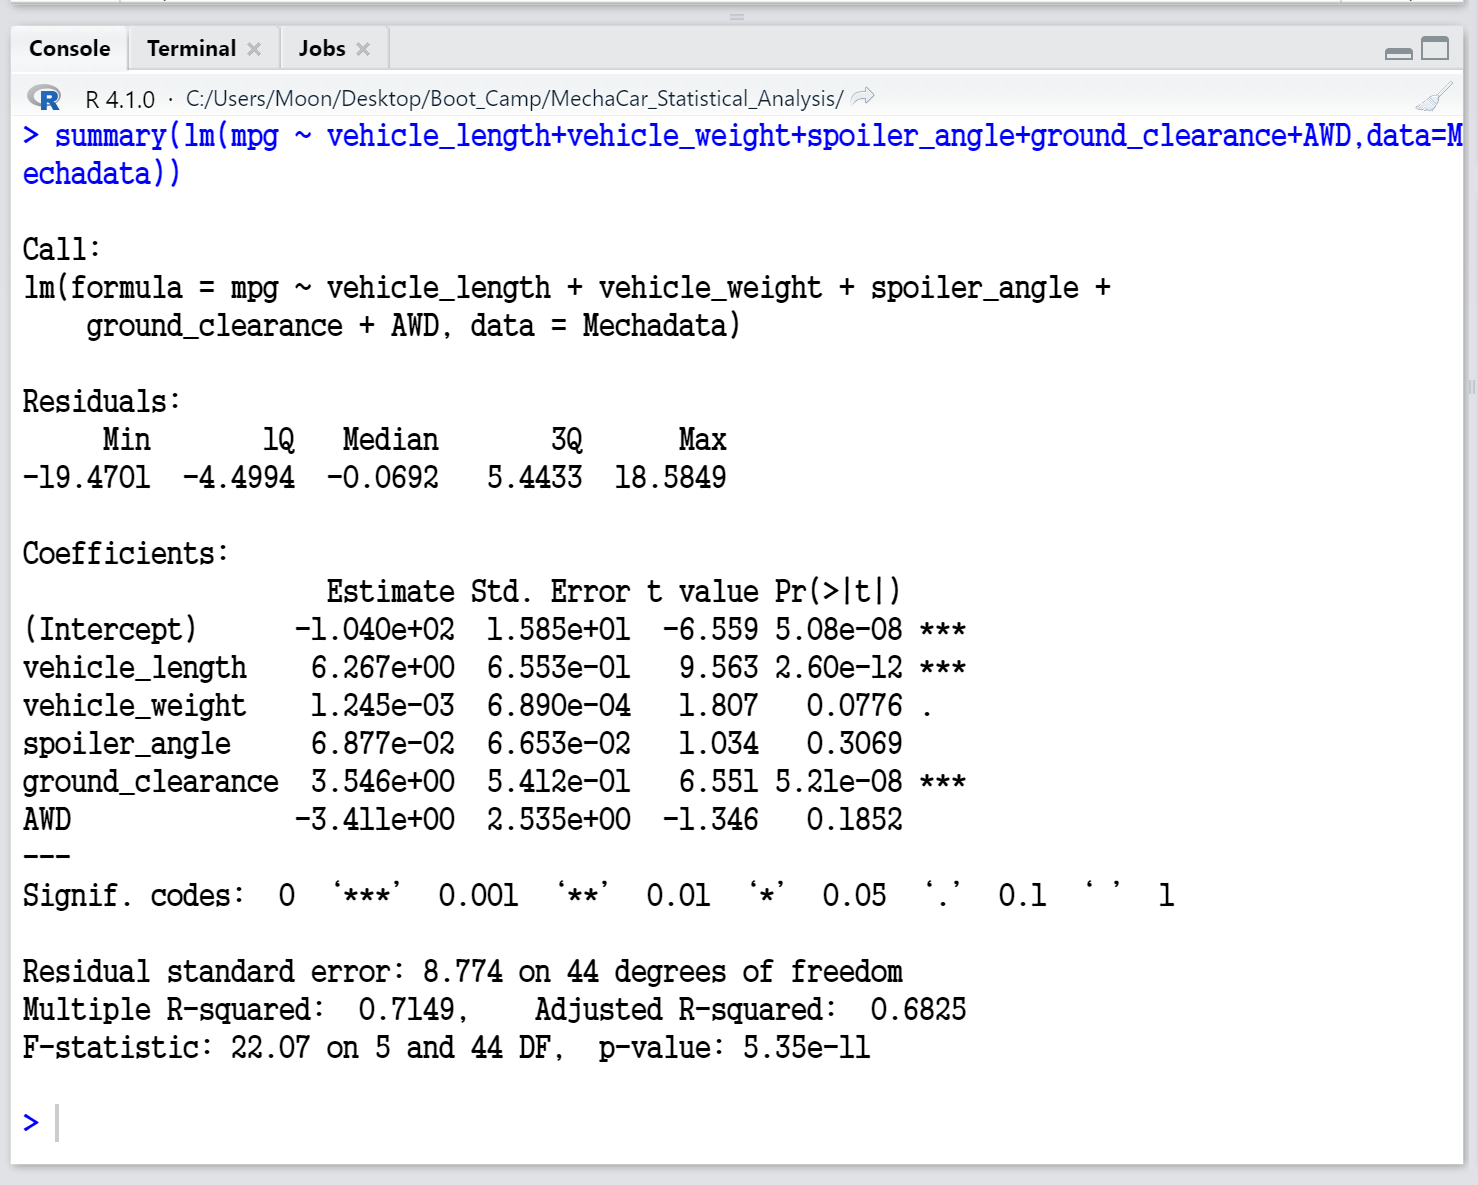 Console Terminal Jobs
R R 4.1.0 · C:/Users/Moon/Desktop/Boot_Camp/MechaCar_Statistical_Analysis/
> summary(lm(mpg ~ vehicle_length+vehicle_weight+spoiler_angle+ground_clearance+AWD,data=M
echadata))
Call:
lm(formula = mpg ~ vehicle_length + vehicle_weight + spoiler_angle +
    ground_clearance + AWD, data = Mechadata)
Residuals:
     Min       1Q   Median       3Q      Max
-19.4701  -4.4994  -0.0692   5.4433  18.5849
Coefficients:
                   Estimate Std. Error t value Pr(>|t|)
(Intercept)      -1.040e+02  1.585e+01  -6.559 5.08e-08 ***
vehicle_length    6.267e+00  6.553e-01   9.563 2.60e-12 ***
vehicle_weight    1.245e-03  6.890e-04   1.807   0.0776 .
spoiler_angle     6.877e-02  6.653e-02   1.034   0.3069
ground_clearance  3.546e+00  5.412e-01   6.551 5.21e-08 ***
AWD              -3.411e+00  2.535e+00  -1.346   0.1852
---
Signif. codes:  0  ‘***’  0.001  ‘**’  0.01  ‘*’  0.05  ‘.’  0.1  ‘ ’  1
Residual standard error: 8.774 on 44 degrees of freedom
Multiple R-squared:  0.7149,    Adjusted R-squared:  0.6825
F-statistic: 22.07 on 5 and 44 DF,  p-value: 5.35e-11
>